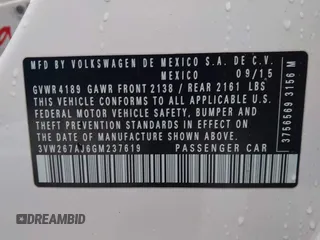 MFD BY VOLKSWAGEN DE MEXICO S.A. DE C.V.
MEXICO 09/15
GVWR 4189 GAWR FRONT 2138 / REAR 2161 LBS
THIS VEHICLE CONFORMS TO ALL APPLICABLE U.S.
FEDERAL MOTOR VEHICLE SAFETY, BUMPER, AND
THEFT PREVENTION STANDARDS IN EFFECT ON THE
DATE OF MANUFACTURE SHOWN ABOVE.
3VW267AJ6GM237619 PASSENGER CAR
3756569 3156 M
©DREAMBID
DREAMBID.COM